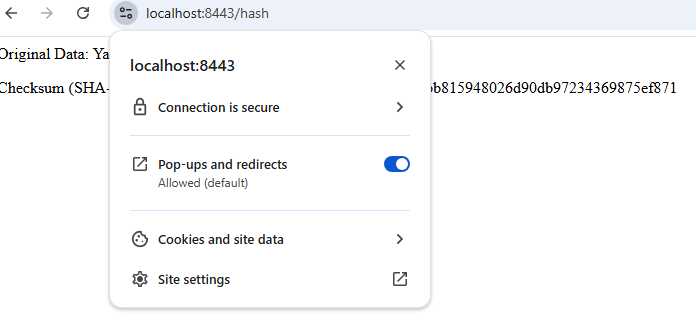 localhost:8443/hash
Original Data: Ya
Checksum (SHA- b815948026d90db97234369875ef871
localhost:8443
Connection is secure
Pop-ups and redirects
Allowed (default)
Cookies and site data
Site settings